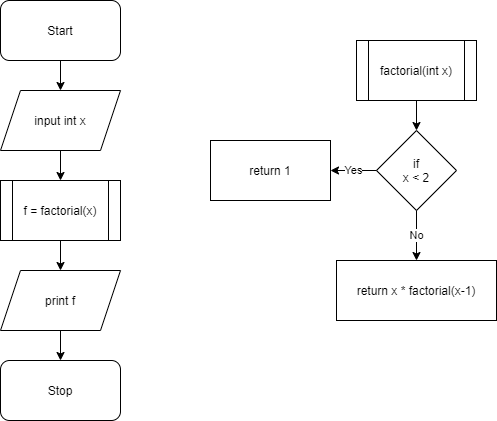 Start
input int x
f = factorial(x)
print f
Stop
factorial(int x)
if
x < 2
Yes
return 1
No
return x * factorial(x-1)